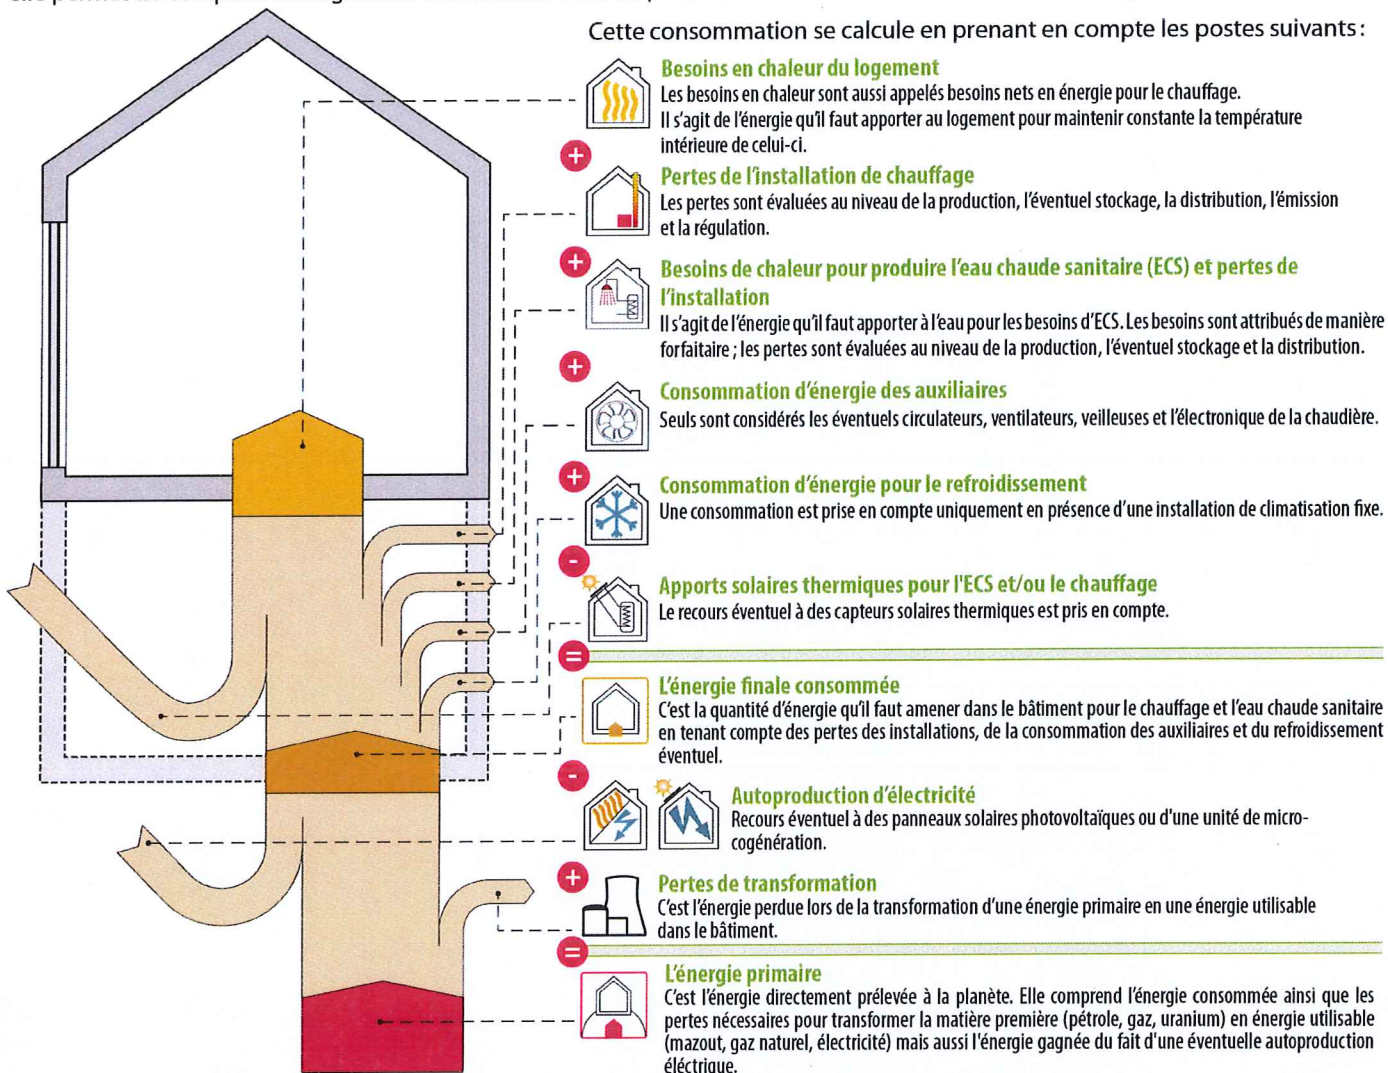 Cette consommation se calcule en prenant en compte les postes suivants :
Besoins en chaleur du logement
Les besoins en chaleur sont aussi appelés besoins nets en énergie pour le chauffage.
Il s'agit de l'énergie qu'il faut apporter au logement pour maintenir constante la température
intérieure de celui-ci.
+
Pertes de l'installation de chauffage
Les pertes sont évaluées au niveau de la production, l'éventuel stockage, la distribution, l'émission
et la régulation.
+
Besoins de chaleur pour produire l'eau chaude sanitaire (ECS) et pertes de
l'installation
Il s'agit de l'énergie qu'il faut apporter à l'eau pour les besoins d'ECS. Les besoins sont attribués de manière
forfaitaire ; les pertes sont évaluées au niveau de la production, l'éventuel stockage et la distribution.
+
Consommation d'énergie des auxiliaires
Seuls sont considérés les éventuels circulateurs, ventilateurs, veilleuses et l'électronique de la chaudière.
+
Consommation d'énergie pour le refroidissement
Une consommation est prise en compte uniquement en présence d'une installation de climatisation fixe.
-
Apports solaires thermiques pour l'ECS et/ou le chauffage
Le recours éventuel à des capteurs solaires thermiques est pris en compte.
=
L'énergie finale consommée
C'est la quantité d'énergie qu'il faut amener dans le bâtiment pour le chauffage et l'eau chaude sanitaire
en tenant compte des pertes des installations, de la consommation des auxiliaires et du refroidissement
éventuel.
-
Autoproduction d'électricité
Recours éventuel à des panneaux solaires photovoltaïques ou d'une unité de micro-
cogénération.
+
Pertes de transformation
C'est l'énergie perdue lors de la transformation d'une énergie primaire en une énergie utilisable
dans le bâtiment.
=
L'énergie primaire
C'est l'énergie directement prélevée à la planète. Elle comprend l'énergie consommée ainsi que les
pertes nécessaires pour transformer la matière première (pétrole, gaz, uranium) en énergie utilisable
(mazout, gaz naturel, électricité) mais aussi l'énergie gagnée du fait d'une éventuelle autoproduction
éléctrique.